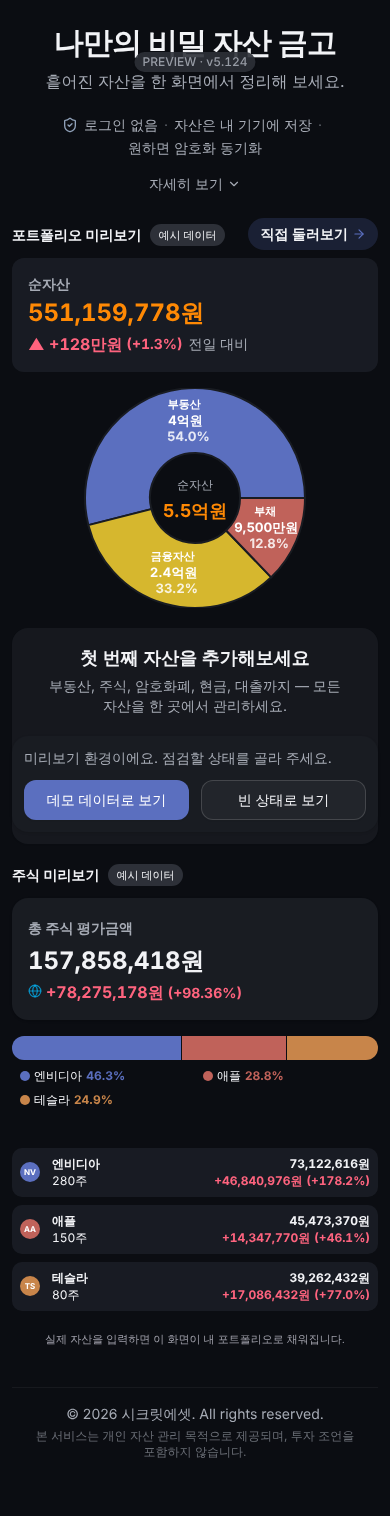 나만의 비밀 자산 금고
PREVIEW · v5.124
흩어진 자산을 한 화면에서 정리해 보세요.
로그인 없음 · 자산은 내 기기에 저장 ·
원하면 암호화 동기화
자세히 보기
포트폴리오 미리보기 예시 데이터 직접 둘러보기 →
순자산
551,159,778원
▲ +128만원 (+1.3%) 전일 대비
부동산
4억원
54.0%
순자산
5.5억원
부채
9,500만원
12.8%
금융자산
2.4억원
33.2%
첫 번째 자산을 추가해보세요
부동산, 주식, 암호화폐, 현금, 대출까지 — 모든
자산을 한 곳에서 관리하세요.
미리보기 환경이에요. 점검할 상태를 골라 주세요.
데모 데이터로 보기 빈 상태로 보기
주식 미리보기 예시 데이터
총 주식 평가금액
157,858,418원
+78,275,178원 (+98.36%)
엔비디아 46.3% 애플 28.8%
테슬라 24.9%
NV 엔비디아 73,122,616원
280주 +46,840,976원 (+178.2%)
AA 애플 45,473,370원
150주 +14,347,770원 (+46.1%)
TS 테슬라 39,262,432원
80주 +17,086,432원 (+77.0%)
실제 자산을 입력하면 이 화면이 내 포트폴리오로 채워집니다.
© 2026 시크릿에셋. All rights reserved.
본 서비스는 개인 자산 관리 목적으로 제공되며, 투자 조언을
포함하지 않습니다.